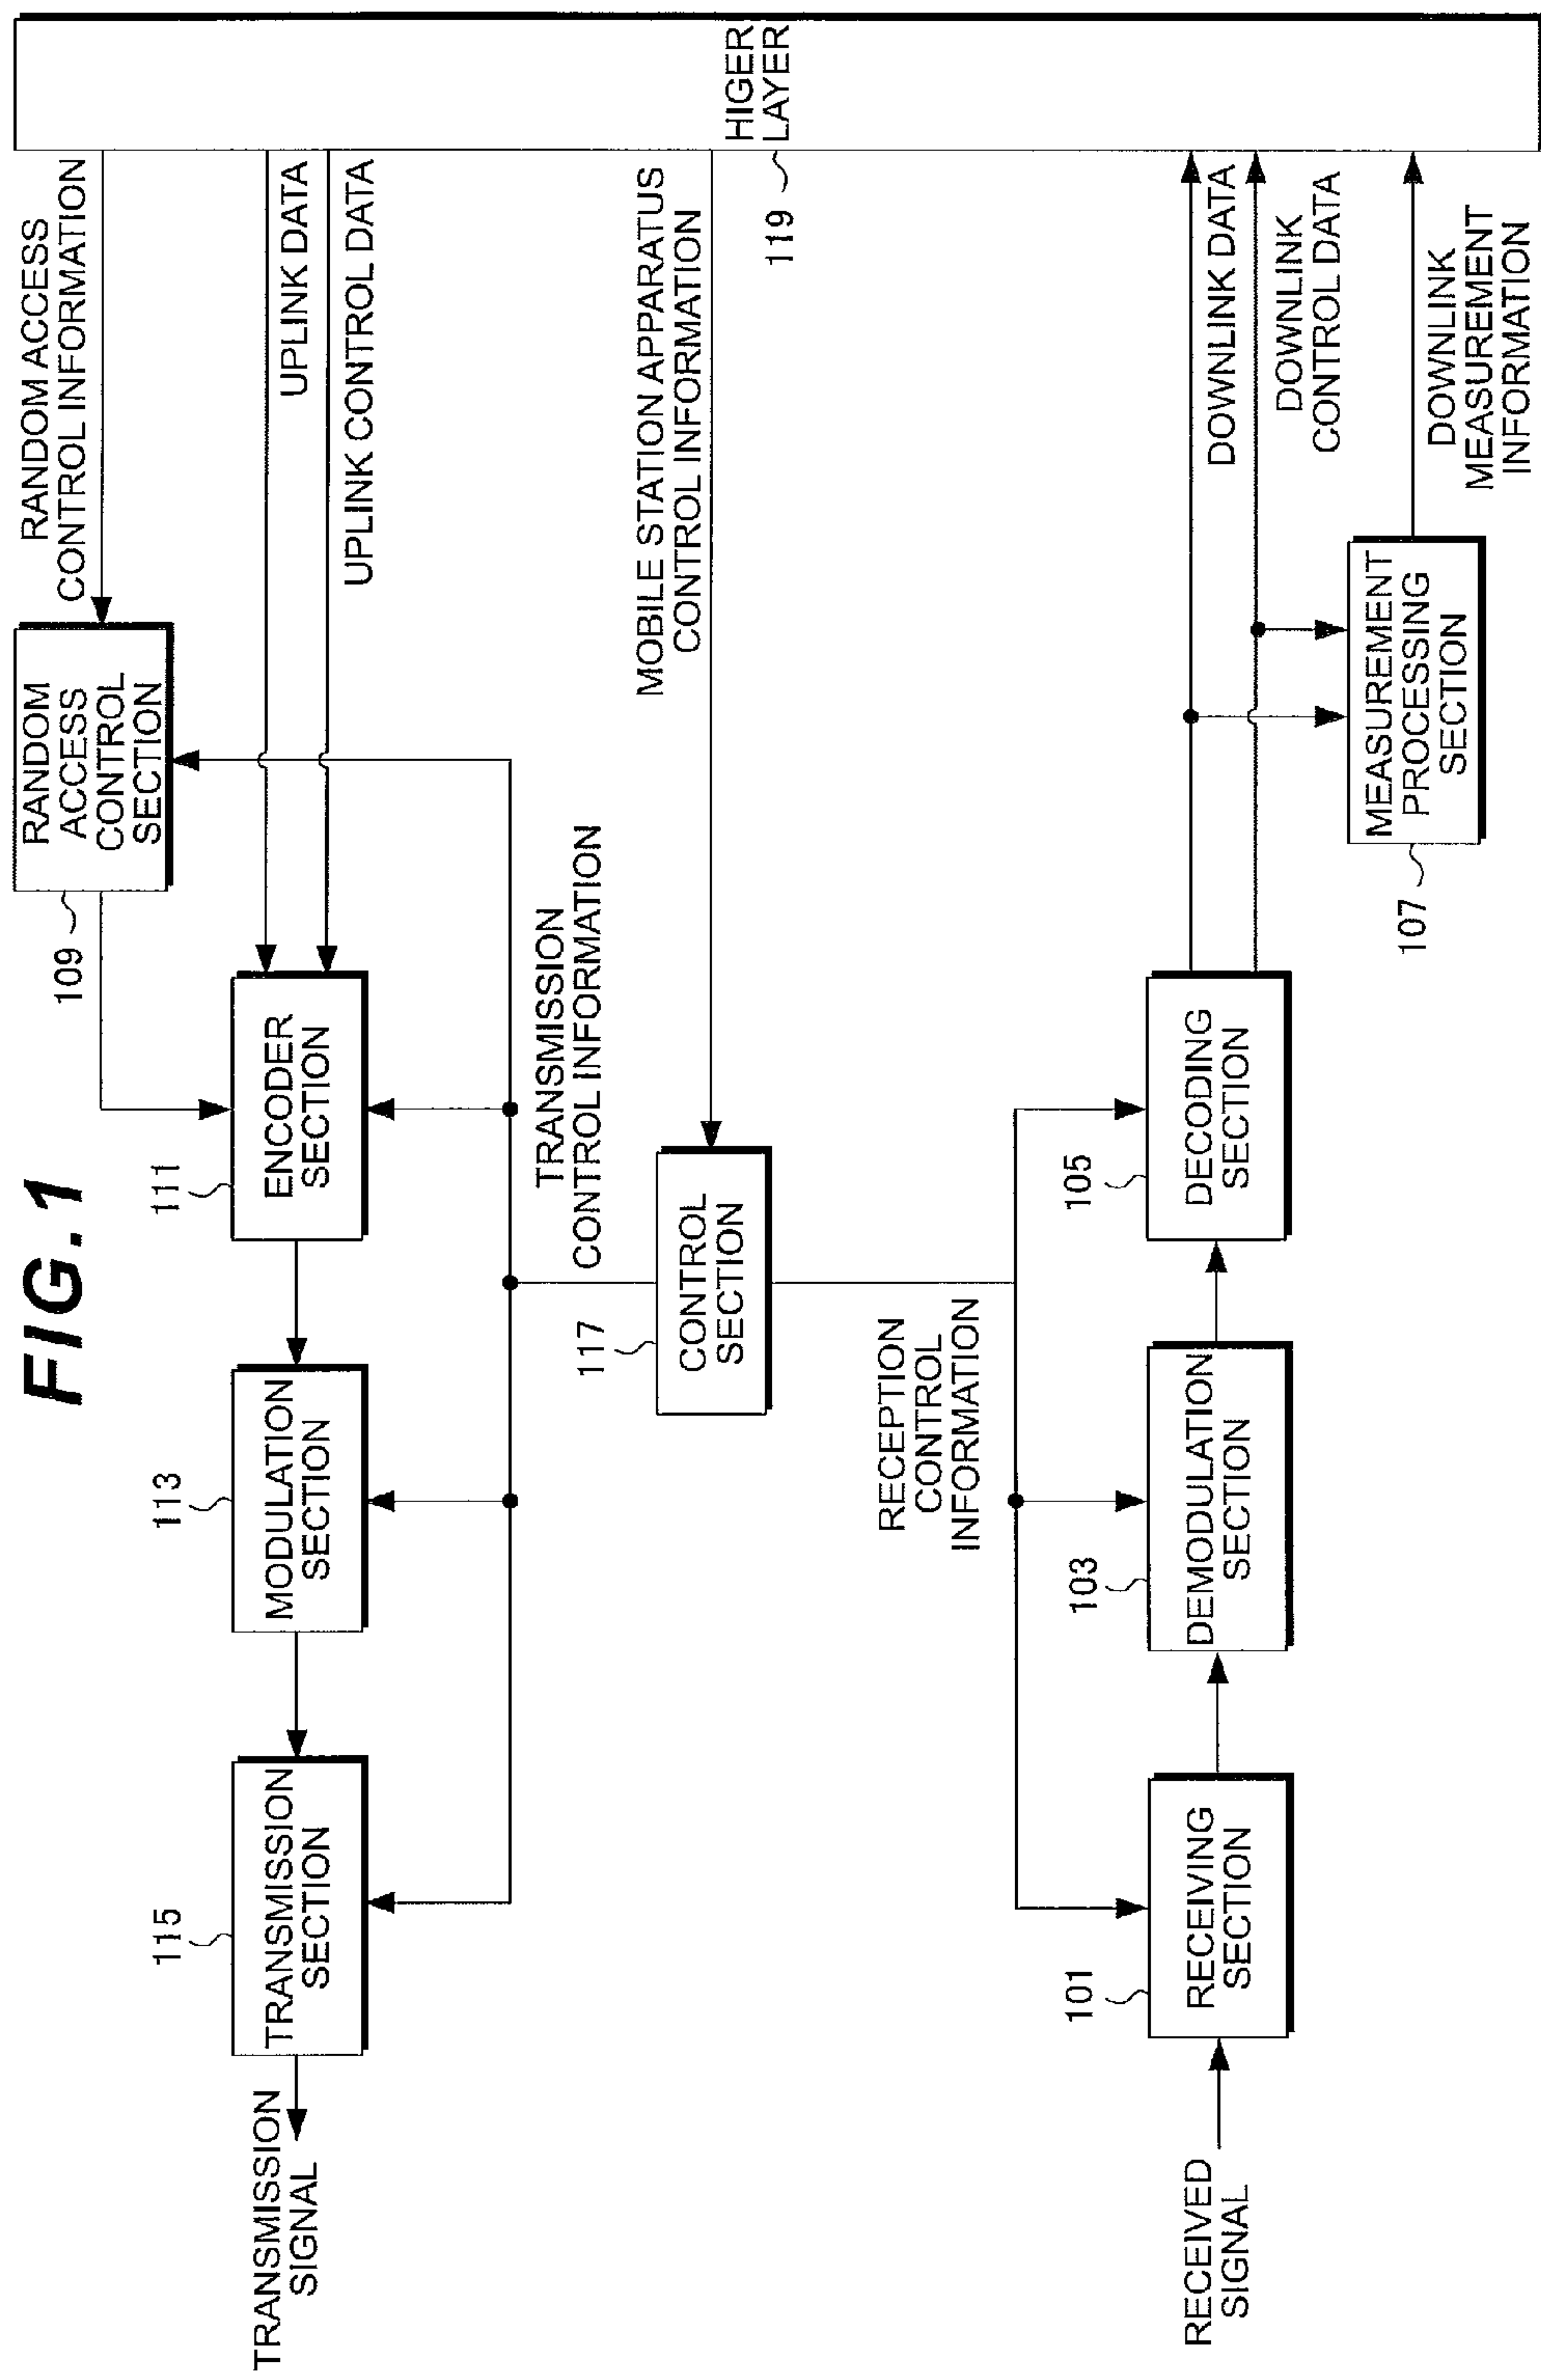 FIG.1
RANDOM ACCESS
CONTROL INFORMATION
RANDOM
ACCESS
CONTROL
SECTION
109
UPLINK DATA
UPLINK CONTROL DATA
TRANSMISSION
SIGNAL
115
TRANSMISSION
SECTION
113
MODULATION
SECTION
111
ENCODER
SECTION
TRANSMISSION
CONTROL INFORMATION
MOBILE STATION APPARATUS
CONTROL INFORMATION
117
CONTROL
SECTION
HIGER
LAYER
119
RECEPTION
CONTROL
INFORMATION
RECEIVED
SIGNAL
101
RECEIVING
SECTION
103
DEMODULATION
SECTION
105
DECODING
SECTION
DOWNLINK DATA
DOWNLINK
CONTROL DATA
107
MEASUREMENT
PROCESSING
SECTION
DOWNLINK
MEASUREMENT
INFORMATION